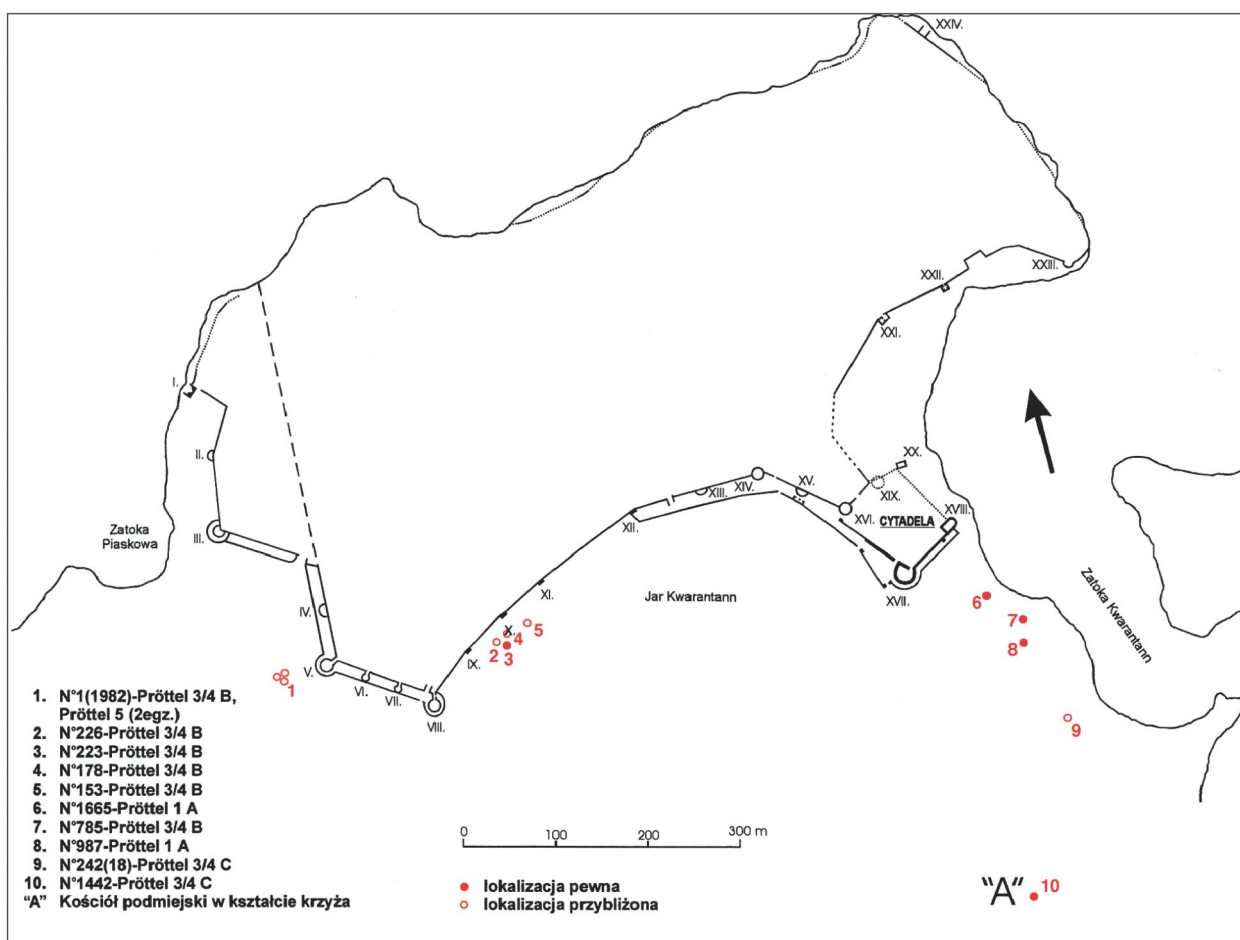 XXIV.
XXII.
XXIII.
XXI.
I.
II.
XX.
XIII.
XIV.
XV.
XIX.
XII.
XVI.
XVIII.
CYTADELA
Zatoka
Piaskowa
III.
XI.
Jar Kwarantann
XVII.
Zatoka Kwarantann
IV.
6
7
X.
5
4
2
3
8
IX.
V.
VI.
VII.
1
VIII.
9
1. N°1(1982)-Pröttel 3/4 B,
Pröttel 5 (2egz.)
2. N°226-Pröttel 3/4 B
3. N°223-Pröttel 3/4 B
4. N°178-Pröttel 3/4 B
5. N°153-Pröttel 3/4 B
6. N°1665-Pröttel 1 A
7. N°785-Pröttel 3/4 B
8. N°987-Pröttel 1 A
9. N°242(18)-Pröttel 3/4 C
10. N°1442-Pröttel 3/4 C
"A" Kościół podmiejski w kształcie krzyża
0 100 200 300 m
lokalizacja pewna
lokalizacja przybliżona
"A" 10